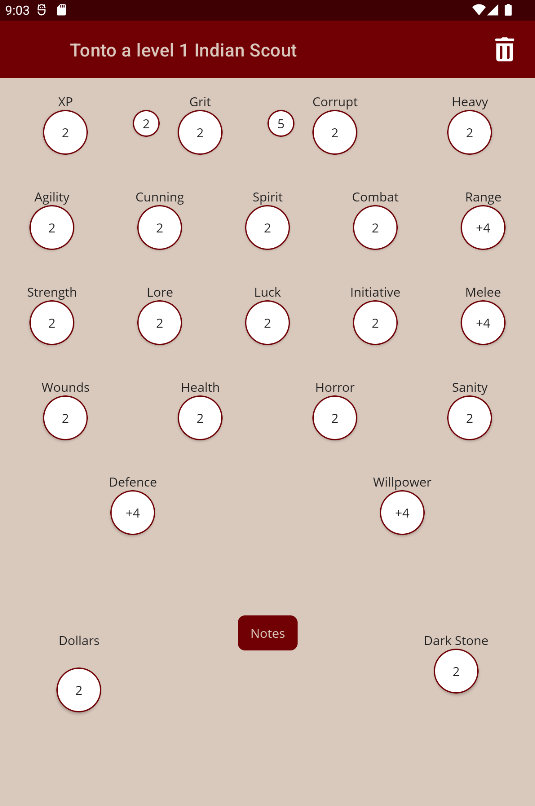 9:03
Tonto a level 1 Indian Scout
XP Grit Corrupt Heavy
2 2 2 5 2 2
Agility Cunning Spirit Combat Range
2 2 2 2 +4
Strength Lore Luck Initiative Melee
2 2 2 2 +4
Wounds Health Horror Sanity
2 2 2 2
Defence Willpower
+4 +4
Notes
Dollars Dark Stone
2 2